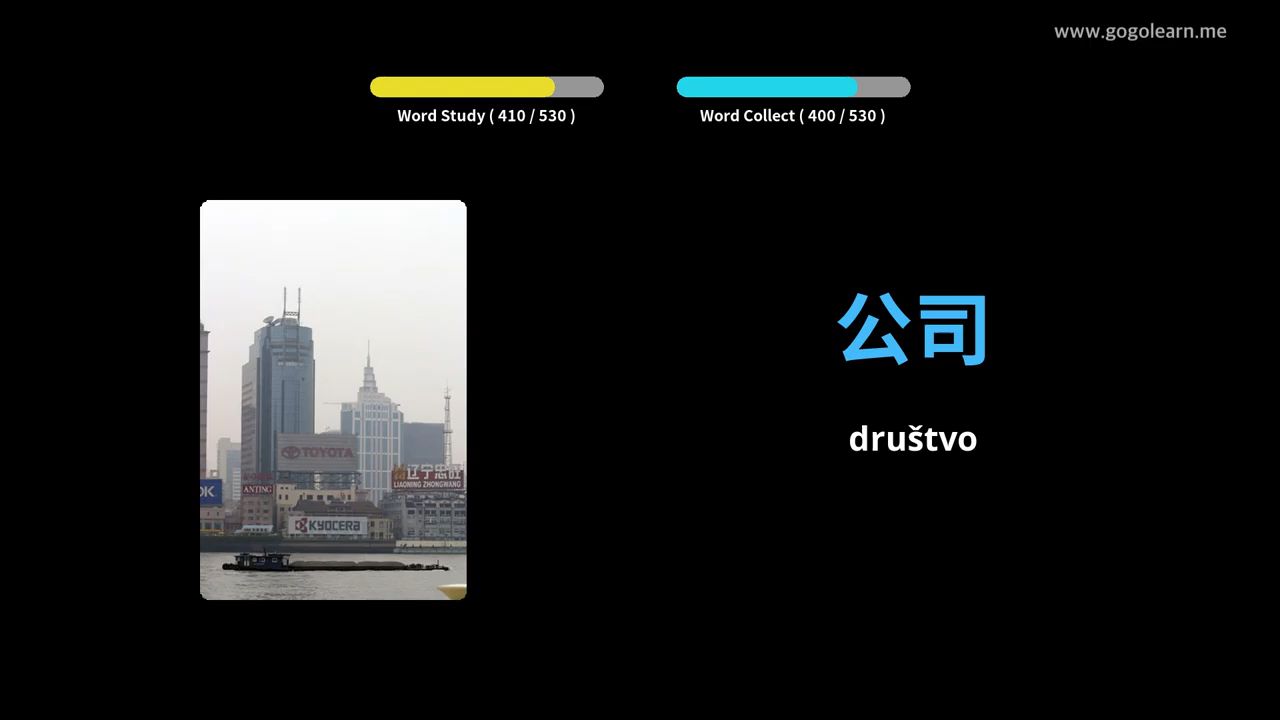 www.gogolearn.me
Word Study ( 410 / 530 )
Word Collect ( 400 / 530 )
公司
društvo
TOYOTA
辽宁忠旺
LIAONING ZHONGWANG
OK
ANTING
KYOCERA